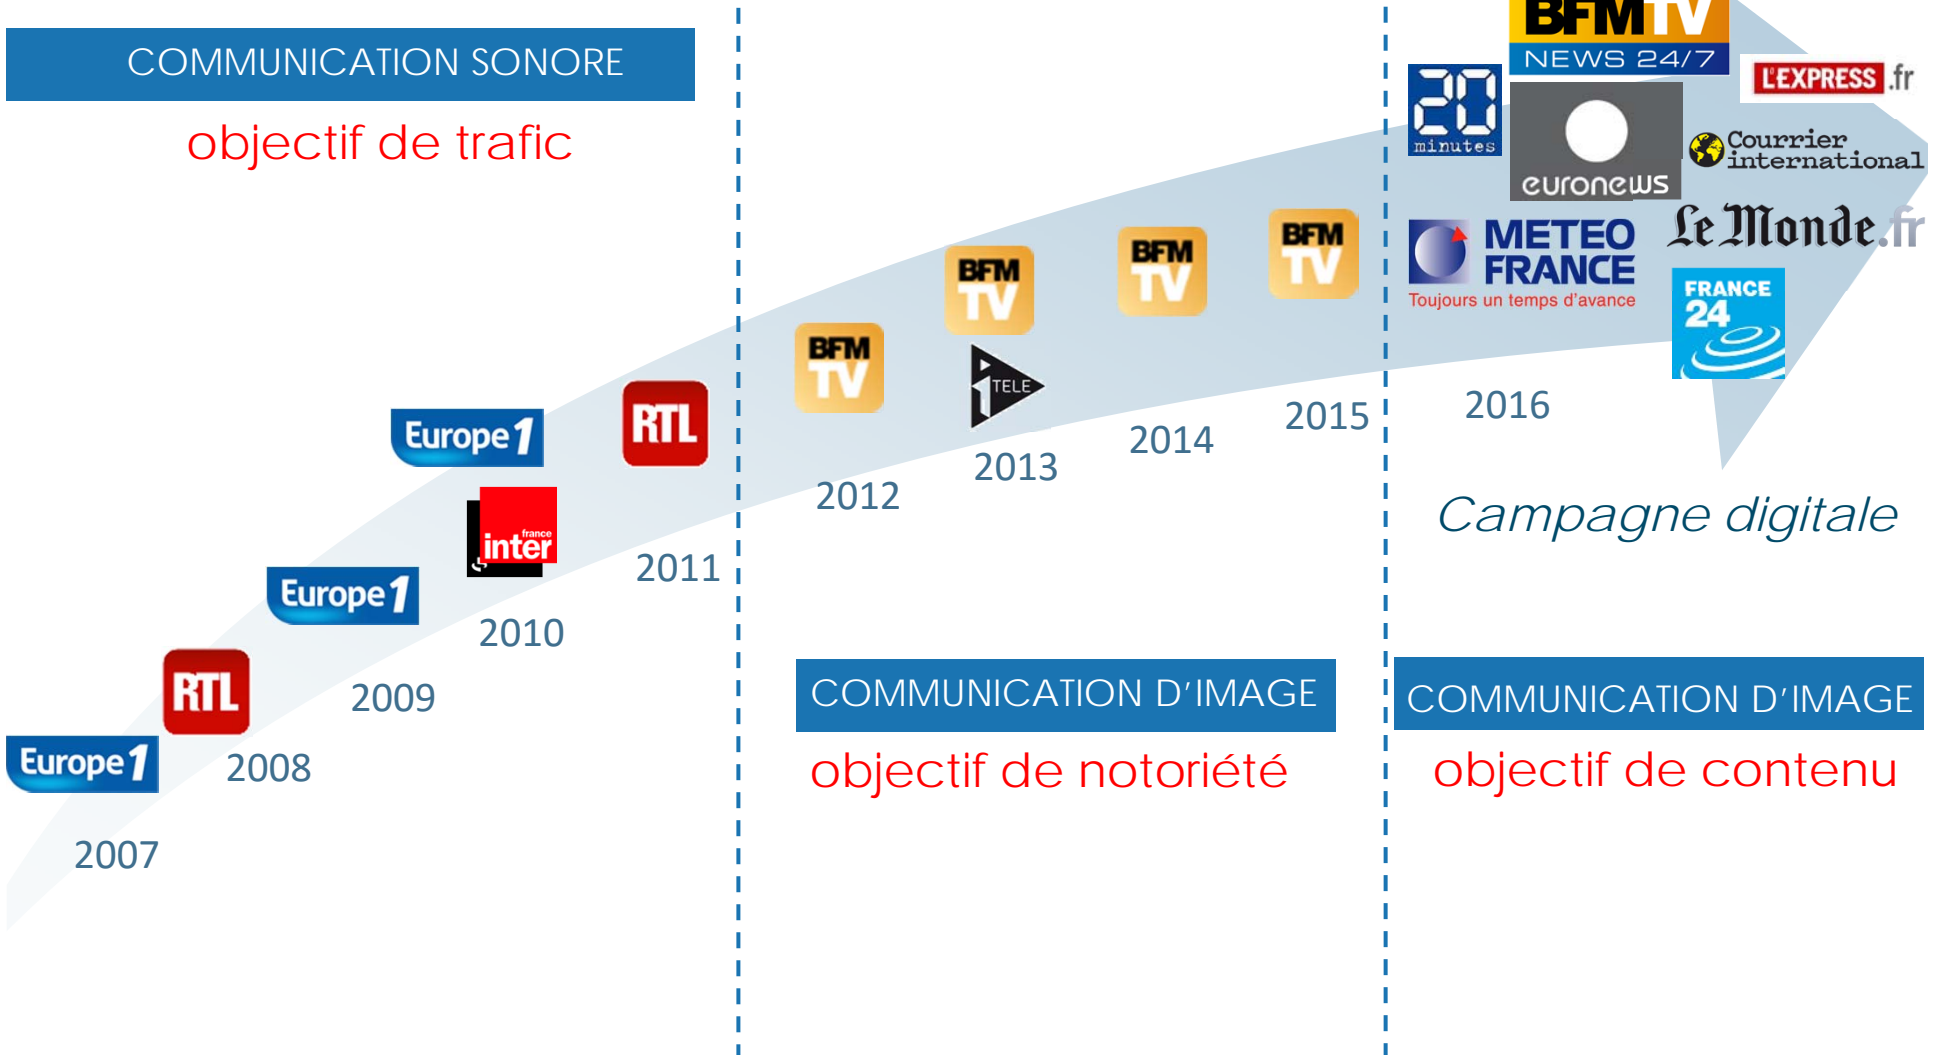 COMMUNICATION SONORE
objectif de trafic
Europe 1
2007
RTL
2008
Europe 1
2009
Europe 1
france
inter
2010
RTL
2011
BFM
TV
2012
BFM
TV
iTELE
2013
BFM
TV
2014
BFM
TV
2015
COMMUNICATION D'IMAGE
objectif de notoriété
BFMTV
NEWS 24/7
20
minutes
L'EXPRESS .fr
euronews
Courrier
international
METEO
FRANCE
Toujours un temps d'avance
Le Monde.fr
FRANCE
24
2016
Campagne digitale
COMMUNICATION D'IMAGE
objectif de contenu